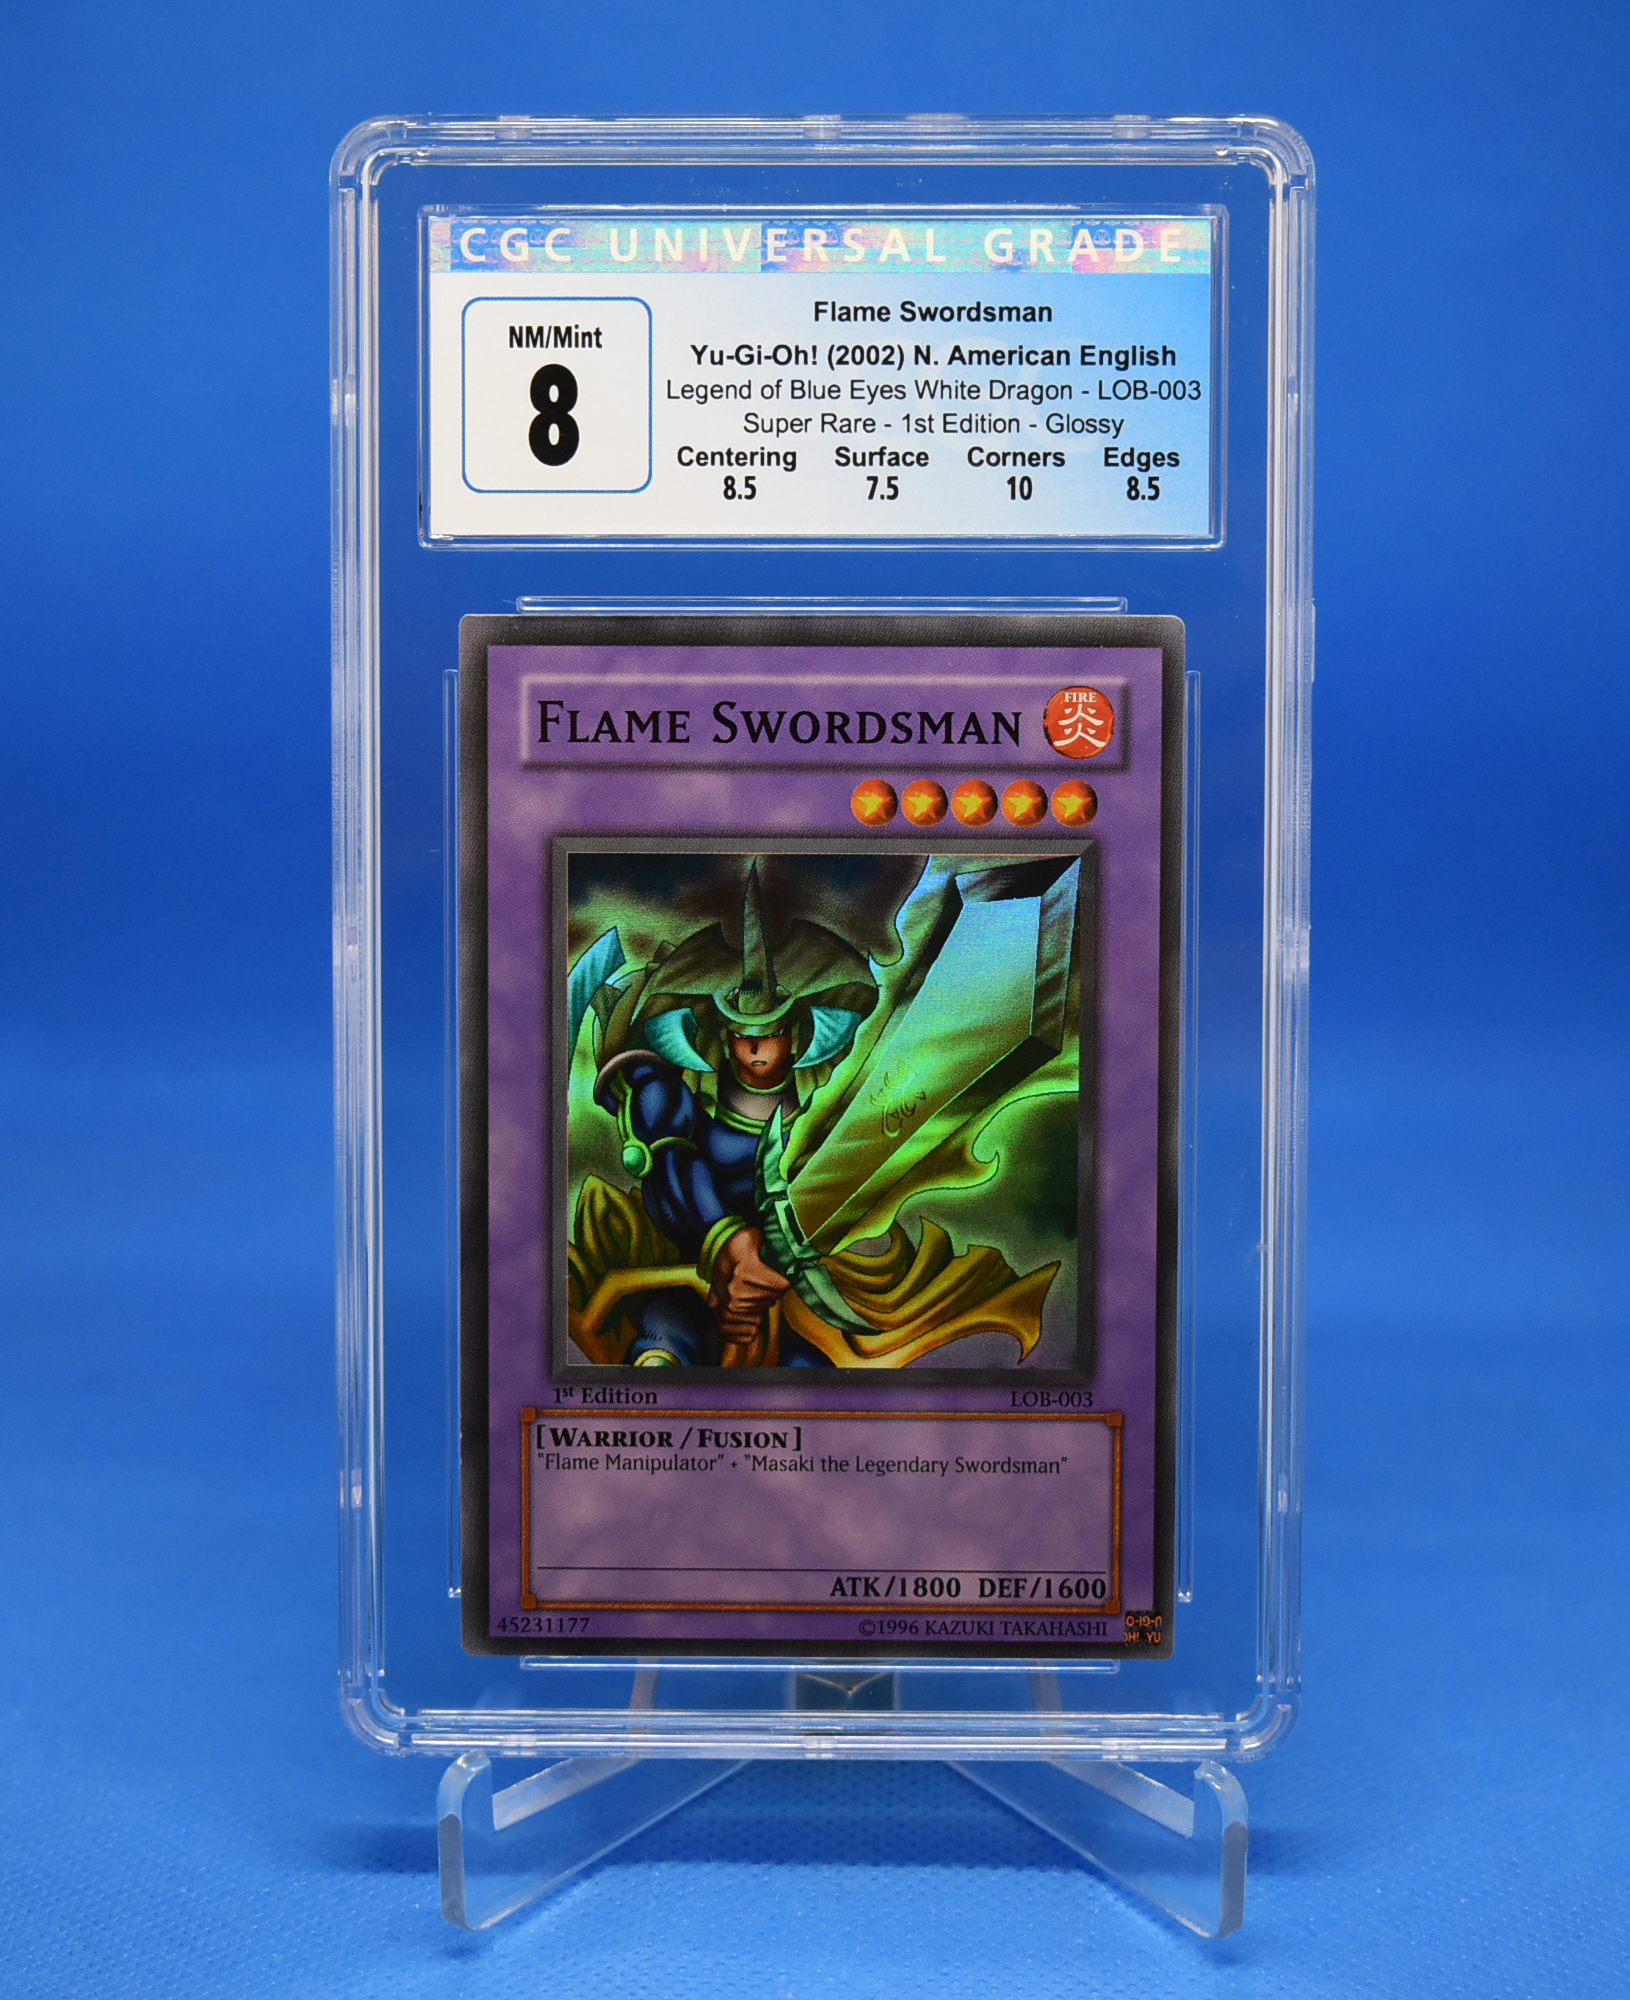 CGC UNIVERSAL GRADE
NM/Mint
8
Flame Swordsman
Yu-Gi-Oh! (2002) N. American English
Legend of Blue Eyes White Dragon - LOB-003
Super Rare - 1st Edition - Glossy
Centering Surface Corners Edges
8.5 7.5 10 8.5
FLAME SWORDSMAN
FIRE
炎
1st Edition LOB-003
[WARRIOR / FUSION]
"Flame Manipulator" + "Masaki the Legendary Swordsman"
ATK/1800 DEF/1600
45231177 ©1996 KAZUKI TAKAHASHI